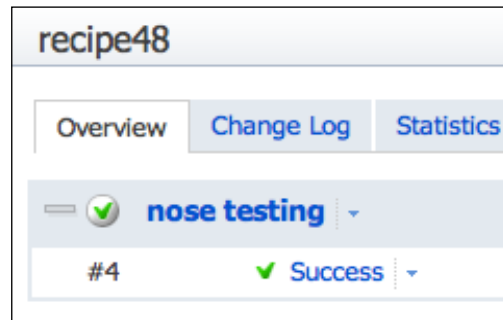 recipe48
Overview Change Log Statistics
nose testing
#4 Success